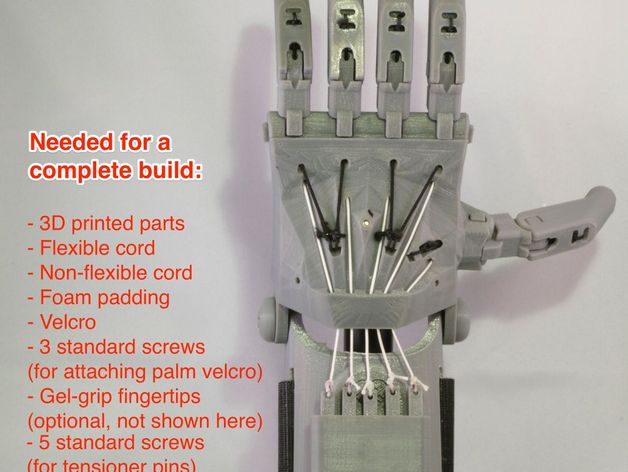 Needed for a
complete build:
- 3D printed parts
- Flexible cord
- Non-flexible cord
- Foam padding
- Velcro
- 3 standard screws
(for attaching palm velcro)
- Gel-grip fingertips
(optional, not shown here)
- 5 standard screws
(for tensioner pins)